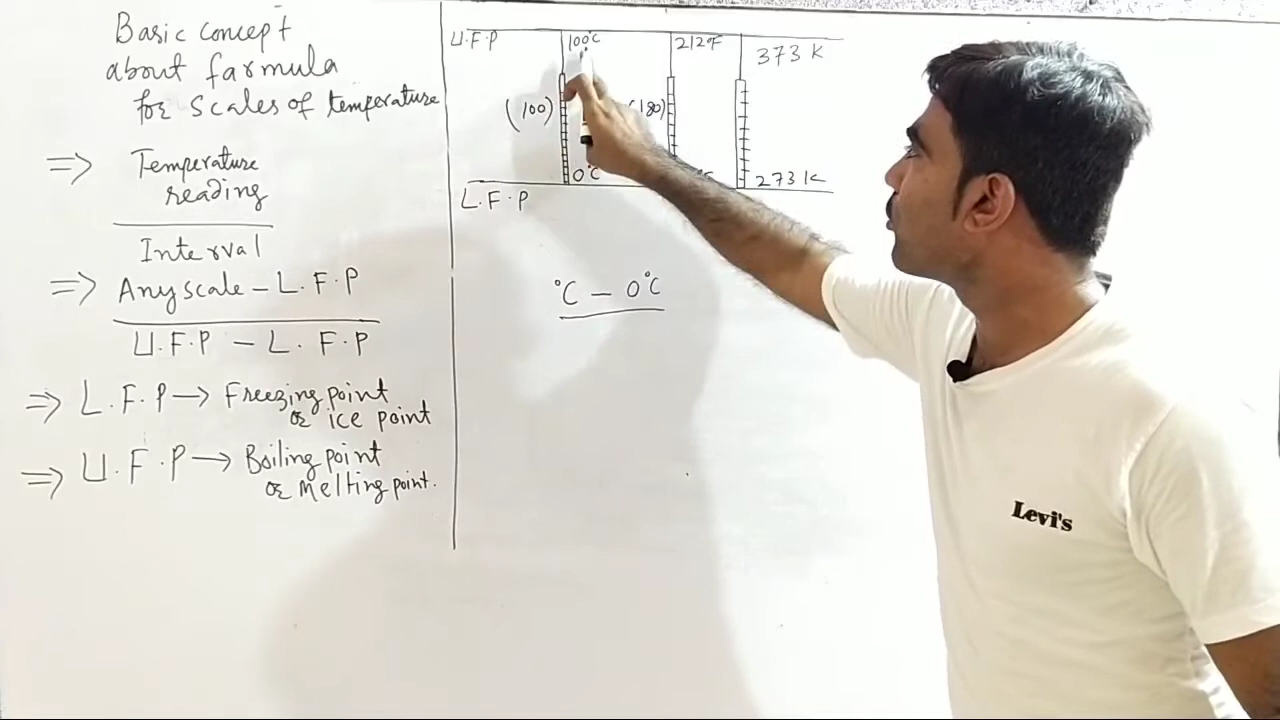 Basic concept
about farmula
for scales of temperature
⇒ Temperature
reading
Interval
⇒ Any scale - L.F.P
U.F.P - L.F.P
⇒ L.F.P → Freezing point
or ice point
⇒ U.F.P → Boiling point
or melting point.
U.F.P 100°C 212°F 373 K
(100) (180)
0°C 273 K
L.F.P
°C - 0°C
Levi's